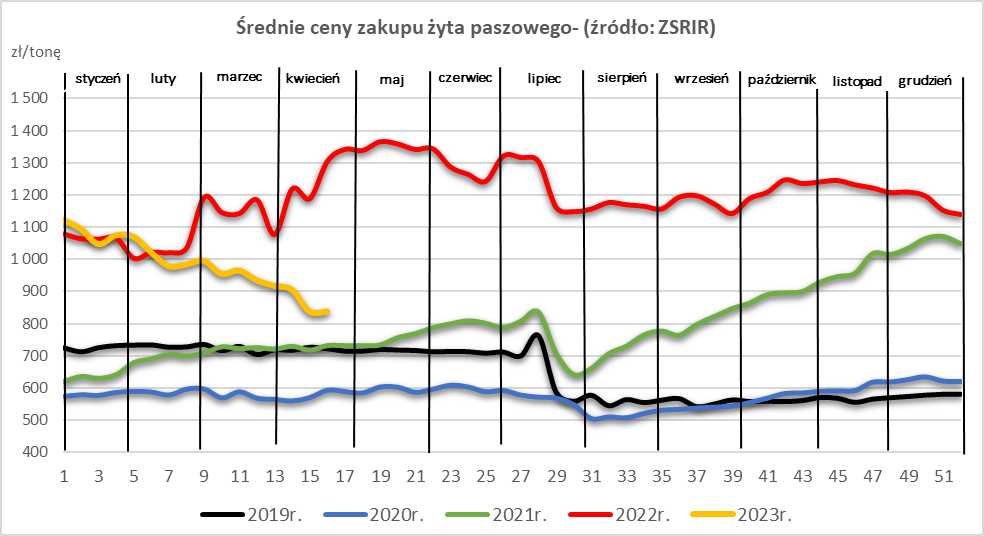 Średnie ceny zakupu żyta paszowego- (źródło: ZSRIR)
zł/tonę
styczeń luty marzec kwiecień maj czerwiec lipiec sierpień wrzesień październik listopad grudzień
1 500
1 400
1 300
1 200
1 100
1 000
900
800
700
600
500
400
1 3 5 7 9 11 13 15 17 19 21 23 25 27 29 31 33 35 37 39 41 43 45 47 49 51
2019r. 2020r. 2021r. 2022r. 2023r.